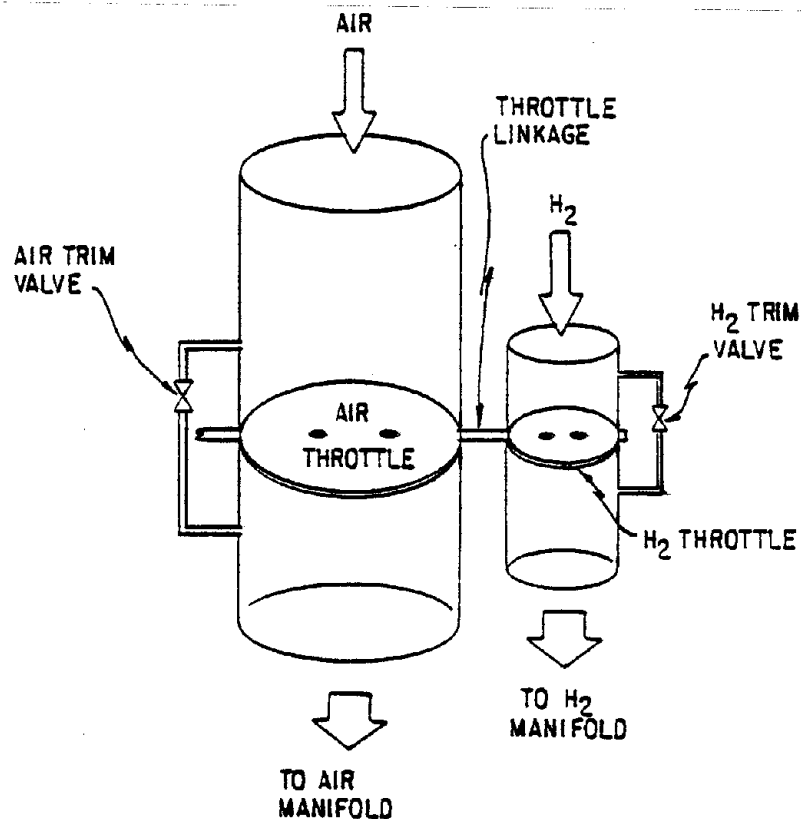 AIR
THROTTLE
LINKAGE
H₂
AIR TRIM
VALVE
H₂ TRIM
VALVE
AIR
THROTTLE
H₂ THROTTLE
TO H₂
MANIFOLD
TO AIR
MANIFOLD